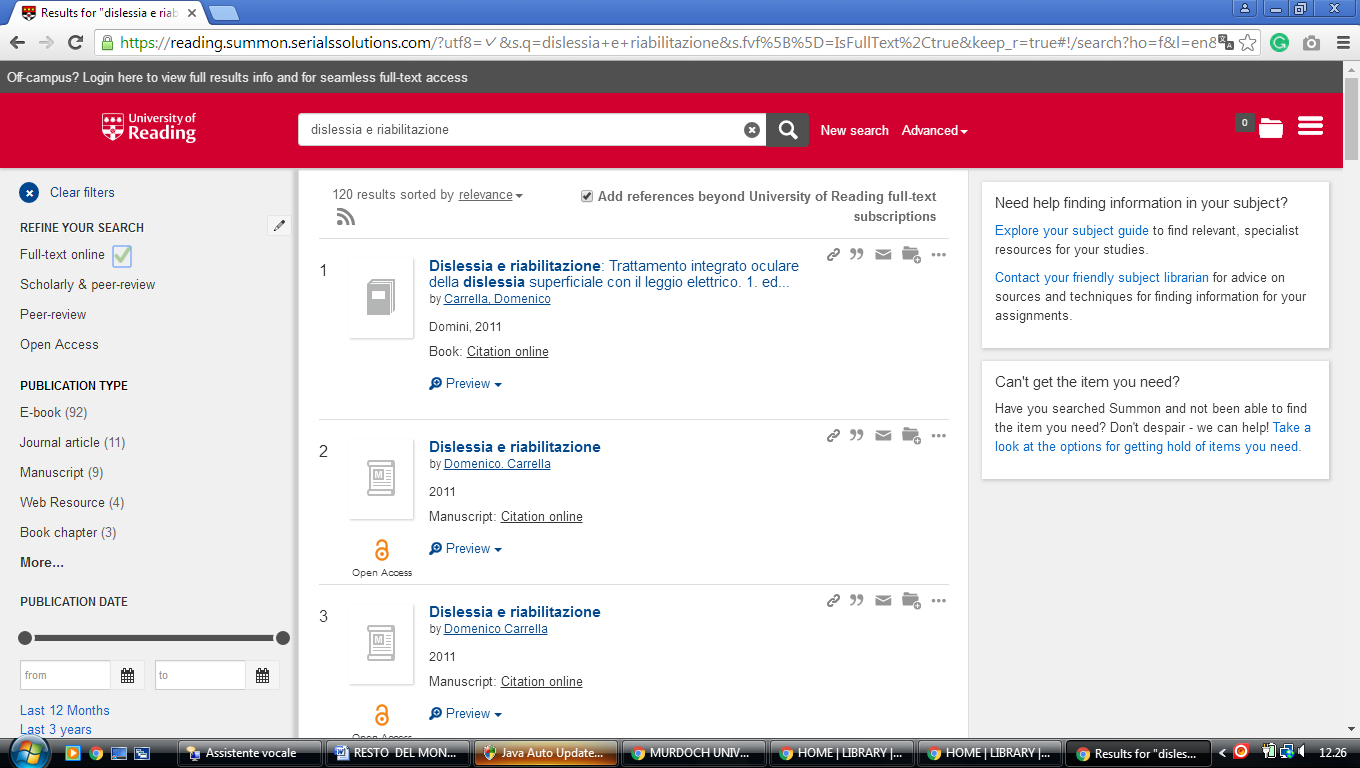 Results for "dislessia e riab
https://reading.summon.serialssolutions.com/?utf8=✓&s.q=dislessia+e+riabilitazione&s.fvf%5B%5D=IsFullText%2Ctrue&keep_r=true#!/search?ho=f&l=en&
Off-campus? Login here to view full results info and for seamless full-text access
University of
Reading
dislessia e riabilitazione
New search
Advanced
0
Clear filters
REFINE YOUR SEARCH
Full-text online
Scholarly & peer-review
Peer-review
Open Access
PUBLICATION TYPE
E-book (92)
Journal article (11)
Manuscript (9)
Web Resource (4)
Book chapter (3)
More...
PUBLICATION DATE
from
to
Last 12 Months
Last 3 years
120 results sorted by relevance
Add references beyond University of Reading full-text
subscriptions
1
Dislessia e riabilitazione: Trattamento integrato oculare
della dislessia superficiale con il leggio elettrico. 1. ed...
by Carrella, Domenico
Domini, 2011
Book: Citation online
Preview
2
Dislessia e riabilitazione
by Domenico. Carrella
2011
Manuscript: Citation online
Open Access
Preview
3
Dislessia e riabilitazione
by Domenico Carrella
2011
Manuscript: Citation online
Preview
Open Access
Need help finding information in your subject?
Explore your subject guide to find relevant, specialist
resources for your studies.
Contact your friendly subject librarian for advice on
sources and techniques for finding information for your
assignments.
Can't get the item you need?
Have you searched Summon and not been able to find
the item you need? Don't despair - we can help! Take a
look at the options for getting hold of items you need.
Assistente vocale
RESTO DEL MON...
Java Auto Update...
MURDOCH UNIV...
HOME | LIBRARY |...
HOME | LIBRARY |...
Results for "disles...
12.26